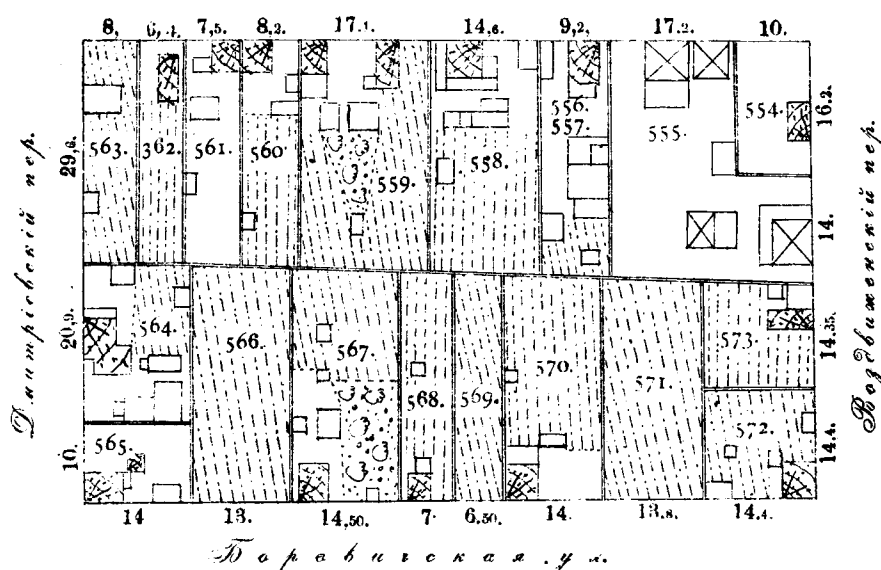 8, 6,4. 7,5. 8,2. 17.1. 14,6. 9,2, 17.2. 10.
29,6.
Дмитріевскій пер.
563. 362. 561. 560. 559. 558. 556. 557. 555. 554.
16.2.
14.
Воздвиженскій пер.
20,9.
564. 566. 567. 568. 569. 570. 571. 573.
14.35.
565. 572.
10.
14.4.
14 13. 14,50. 7. 6,50. 14. 13,8. 14,4.
Боровичская ул.